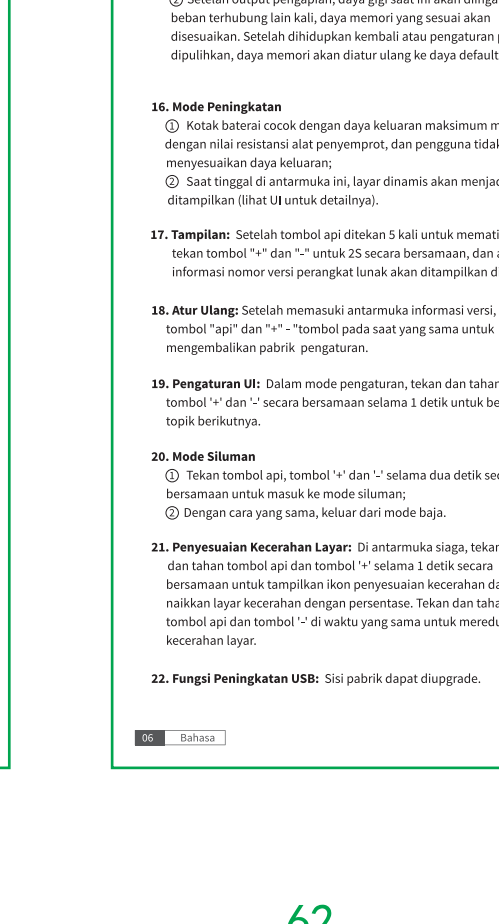 ② Setelah output pengapian, daya gigi saat ini akan
beban terhubung lain kali, daya memori yang sesuai akan
disesuaikan. Setelah dihidupkan kembali atau pengaturan
dipulihkan, daya memori akan diatur ulang ke daya default
16. Mode Peningkatan
① Kotak baterai cocok dengan daya keluaran maksimum
dengan nilai resistansi alat penyemprot, dan pengguna
menyesuaikan daya keluaran;
② Saat tinggal di antarmuka ini, layar dinamis akan
ditampilkan (lihat UI untuk detailnya).
17. Tampilan: Setelah tombol api ditekan 5 kali untuk
tekan tombol "+" dan "-" untuk 2S secara bersamaan, dan
informasi nomor versi perangkat lunak akan ditampilkan
18. Atur Ulang: Setelah memasuki antarmuka informasi versi,
tombol "api" dan "+" - "tombol pada saat yang sama untuk
mengembalikan pabrik pengaturan.
19. Pengaturan UI: Dalam mode pengaturan, tekan dan
tombol '+' dan '-' secara bersamaan selama 1 detik untuk
topik berikutnya.
20. Mode Siluman
① Tekan tombol api, tombol '+' dan '-' selama dua detik
bersamaan untuk masuk ke mode siluman;
② Dengan cara yang sama, keluar dari mode baja.
21. Penyesuaian Kecerahan Layar: Di antarmuka siaga,
dan tahan tombol api dan tombol '+' selama 1 detik secara
bersamaan untuk tampilkan ikon penyesuaian kecerahan
naikkan layar kecerahan dengan persentase. Tekan dan
tombol api dan tombol '-' di waktu yang sama untuk
kecerahan layar.
22. Fungsi Peningkatan USB: Sisi pabrik dapat diupgrade.
06 Bahasa
62